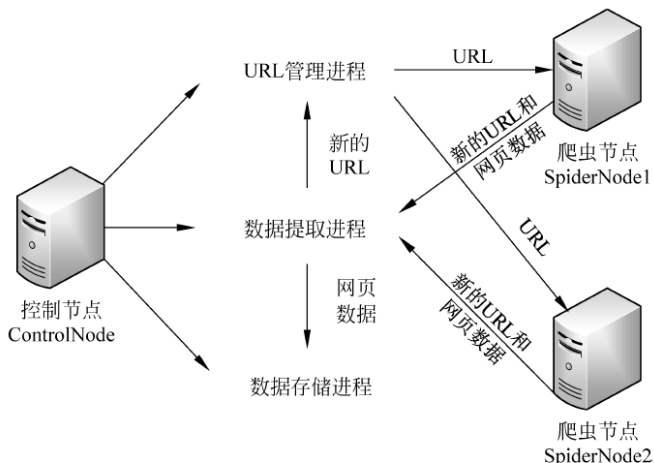 URL管理进程
URL
新的URL和
网页数据
爬虫节点
SpiderNode1
新的
URL
数据提取进程
URL
控制节点
ControlNode
网页
数据
新的URL和
网页数据
数据存储进程
爬虫节点
SpiderNode2